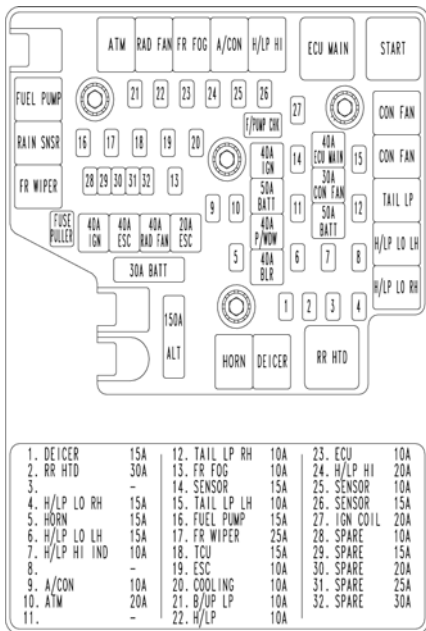 ATM RAD FAN FR FOG A/CON H/LP HI ECU MAIN START
FUEL PUMP
21 22 23 24 25 26 27
CON FAN
F/PUMP CHK
RAIN SNSR
16 17 18 19 20
40A IGN
14
40A ECU MAIN
15
CON FAN
FR WIPER
28 29 30 31 32 13
50A BATT
30A CON FAN
TAIL LP
9 10 11 12
FUSE PULLER
40A IGN
40A ESC
40A RAD FAN
20A ESC
40A P/WDW
50A BATT
H/LP LO LH
30A BATT
5
40A BLR
6 7 8
H/LP LO RH
150A ALT
1 2 3 4
HORN DEICER RR HTD
1. DEICER 15A
2. RR HTD 30A
3. -
4. H/LP LO RH 15A
5. HORN 15A
6. H/LP LO LH 15A
7. H/LP HI IND 10A
8. -
9. A/CON 10A
10. ATM 20A
11. -
12. TAIL LP RH 10A
13. FR FOG 10A
14. SENSOR 15A
15. TAIL LP LH 10A
16. FUEL PUMP 15A
17. FR WIPER 25A
18. TCU 15A
19. ESC 10A
20. COOLING 10A
21. B/UP LP 10A
22. H/LP 10A
23. ECU 10A
24. H/LP HI 20A
25. SENSOR 10A
26. SENSOR 15A
27. IGN COIL 20A
28. SPARE 10A
29. SPARE 15A
30. SPARE 20A
31. SPARE 25A
32. SPARE 30A